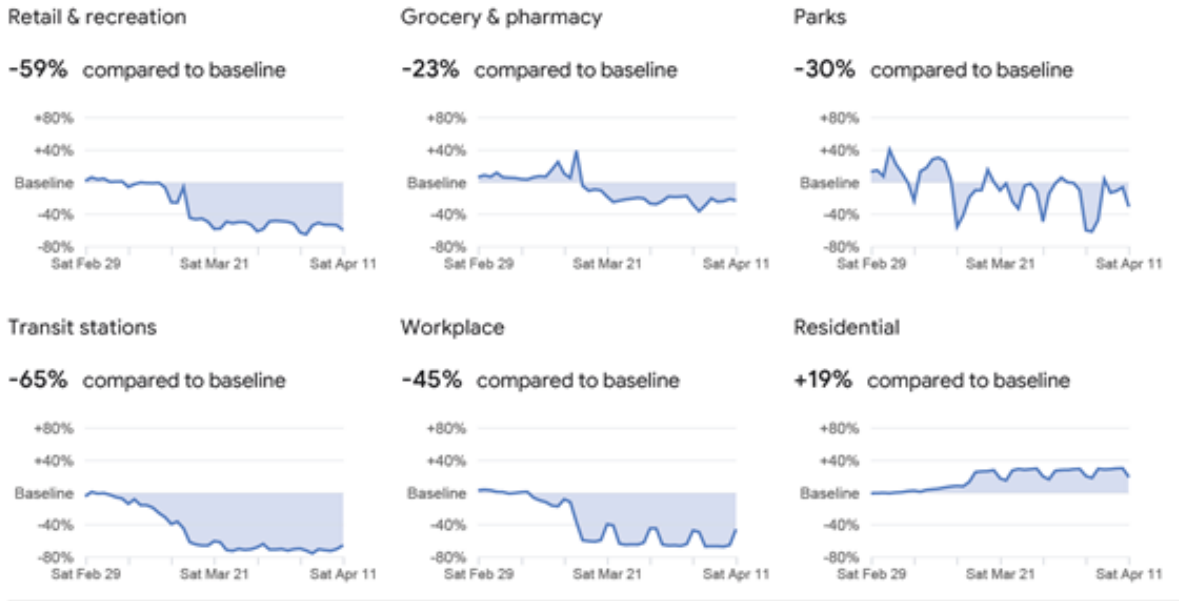 Retail & recreation
-59% compared to baseline
+80%
+40%
Baseline
-40%
-80%
Sat Feb 29 Sat Mar 21 Sat Apr 11
Grocery & pharmacy
-23% compared to baseline
+80%
+40%
Baseline
-40%
-80%
Sat Feb 29 Sat Mar 21 Sat Apr 11
Parks
-30% compared to baseline
+80%
+40%
Baseline
-40%
-80%
Sat Feb 29 Sat Mar 21 Sat Apr 11
Transit stations
-65% compared to baseline
+80%
+40%
Baseline
-40%
-80%
Sat Feb 29 Sat Mar 21 Sat Apr 11
Workplace
-45% compared to baseline
+80%
+40%
Baseline
-40%
-80%
Sat Feb 29 Sat Mar 21 Sat Apr 11
Residential
+19% compared to baseline
+80%
+40%
Baseline
-40%
-80%
Sat Feb 29 Sat Mar 21 Sat Apr 11